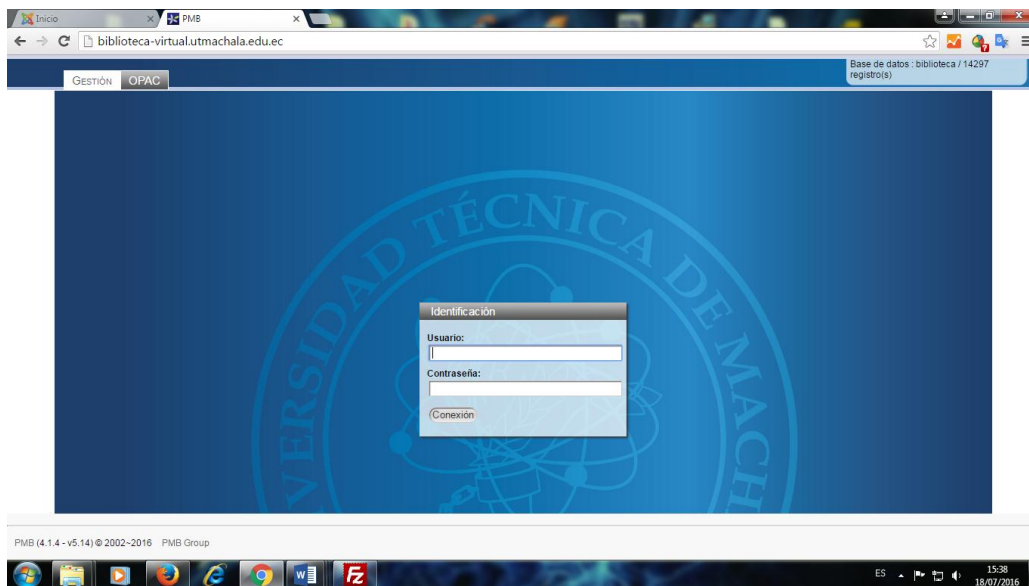 Inicio
PMB
biblioteca-virtual.utmachala.edu.ec
GESTIÓN OPAC
Base de datos : biblioteca / 14297
registro(s)
VERSIDAD TÉCNICA DE MACH
Identificación
Usuario:
Contraseña:
Conexión
PMB (4.1.4 - v5.14) © 2002~2016 PMB Group
ES
15:38
18/07/2016